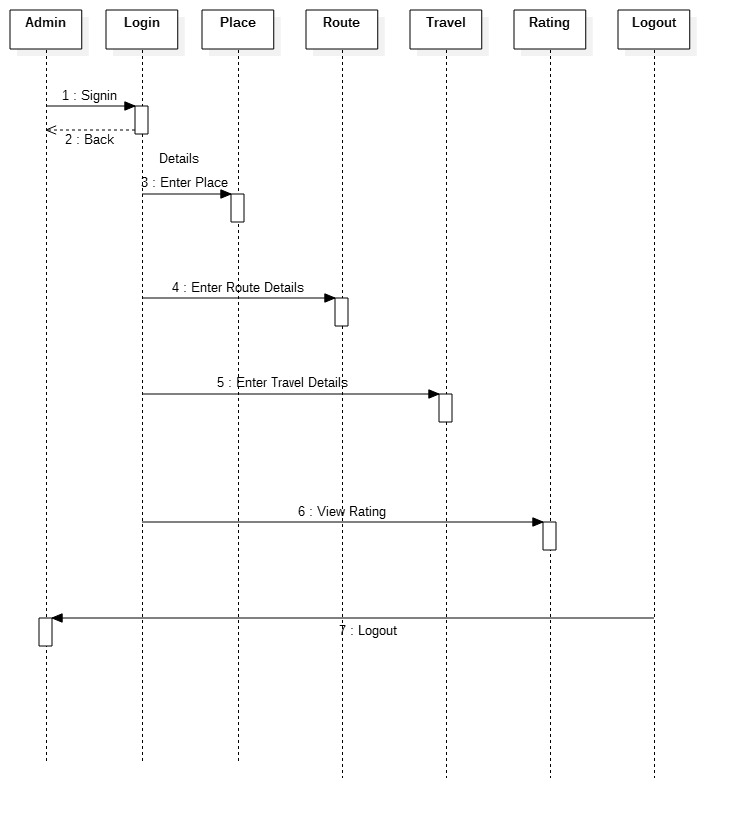 Admin Login Place Route Travel Rating Logout
1 : Signin
2 : Back
Details
3 : Enter Place
4 : Enter Route Details
5 : Enter Travel Details
6 : View Rating
7 : Logout